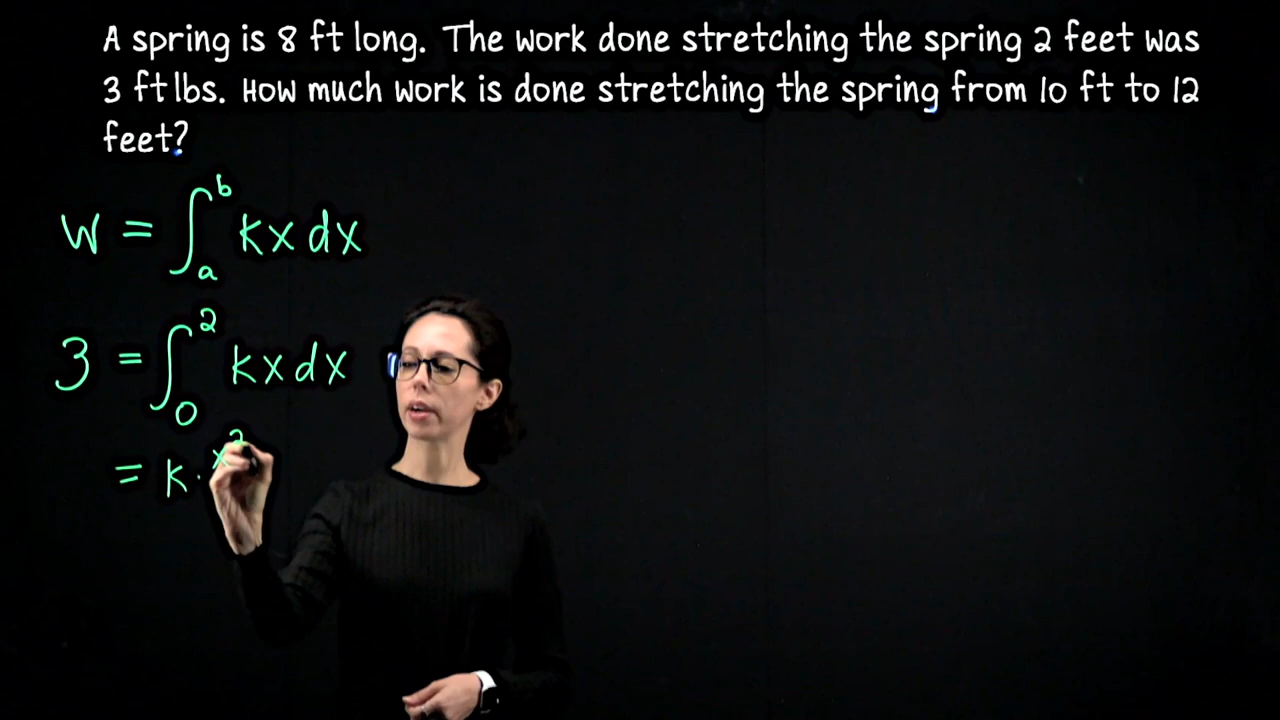 A spring is 8 ft long. The work done stretching the spring 2 feet was
3 ft lbs. How much work is done stretching the spring from 10 ft to 12
feet?
W = ∫_a^b kx dx
3 = ∫_0^2 kx dx
= k · x^2